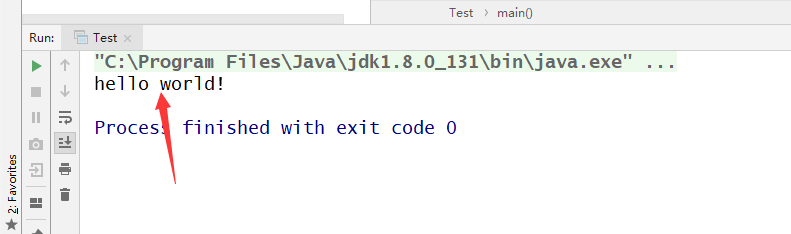 Test > main()
Run: Test ×
"C:\Program Files\Java\jdk1.8.0_131\bin\java.exe" ...
hello world!
Process finished with exit code 0
2: Favorites